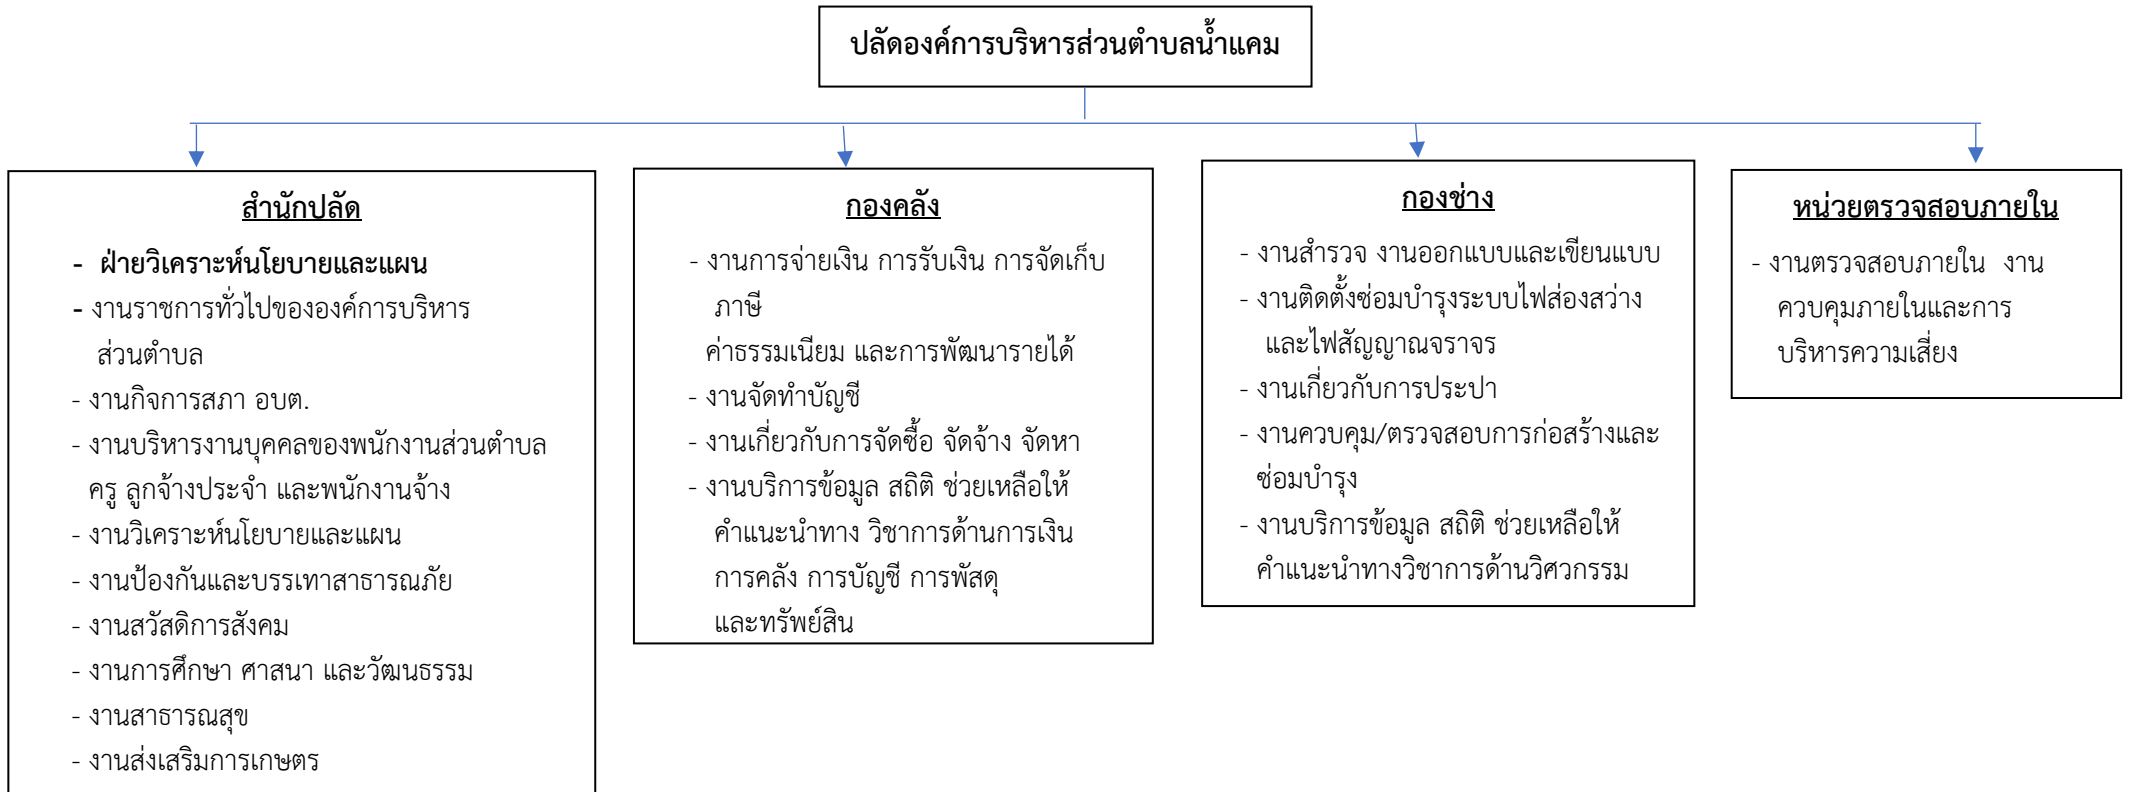 ปลัดองค์การบริหารส่วนตำบลน้ำแคม
สำนักปลัด
- ฝ่ายวิเคราะห์นโยบายและแผน
- งานราชการทั่วไปขององค์การบริหาร
ส่วนตำบล
- งานกิจการสภา อบต.
- งานบริหารงานบุคคลของพนักงานส่วนตำบล
ครู ลูกจ้างประจำ และพนักงานจ้าง
- งานวิเคราะห์นโยบายและแผน
- งานป้องกันและบรรเทาสาธารณภัย
- งานสวัสดิการสังคม
- งานการศึกษา ศาสนา และวัฒนธรรม
- งานสาธารณสุข
- งานส่งเสริมการเกษตร
กองคลัง
- งานการจ่ายเงิน การรับเงิน การจัดเก็บ
ภาษี
ค่าธรรมเนียม และการพัฒนารายได้
- งานจัดทำบัญชี
- งานเกี่ยวกับการจัดซื้อ จัดจ้าง จัดหา
- งานบริการข้อมูล สถิติ ช่วยเหลือให้
คำแนะนำทาง วิชาการด้านการเงิน
การคลัง การบัญชี การพัสดุ
และทรัพย์สิน
กองช่าง
- งานสำรวจ งานออกแบบและเขียนแบบ
- งานติดตั้งซ่อมบำรุงระบบไฟส่องสว่าง
และไฟสัญญาณจราจร
- งานเกี่ยวกับการประปา
- งานควบคุม/ตรวจสอบการก่อสร้างและ
ซ่อมบำรุง
- งานบริการข้อมูล สถิติ ช่วยเหลือให้
คำแนะนำทางวิชาการด้านวิศวกรรม
หน่วยตรวจสอบภายใน
- งานตรวจสอบภายใน งาน
ควบคุมภายในและการ
บริหารความเสี่ยง